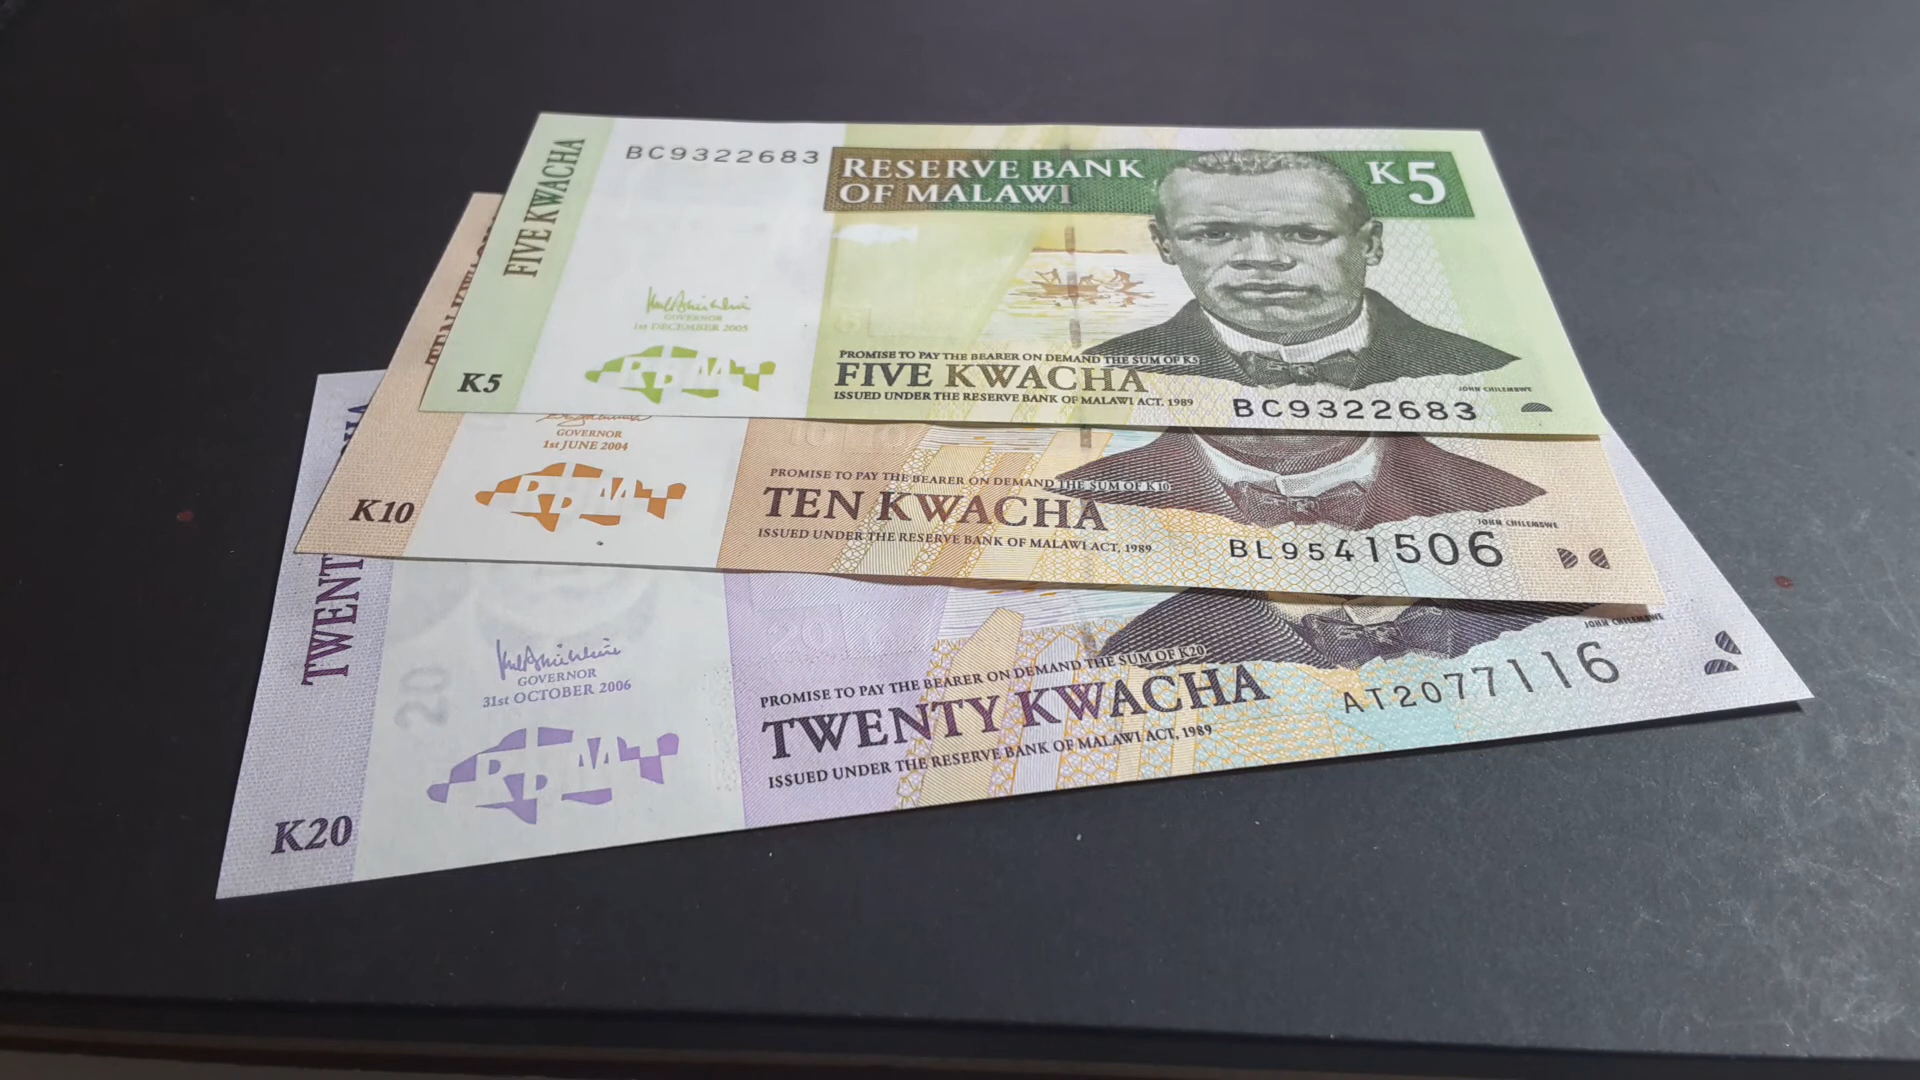 FIVE KWACHA
BC9322683
RESERVE BANK
OF MALAWI
K5
GOVERNOR
1st DECEMBER 2005
K5
PROMISE TO PAY THE BEARER ON DEMAND THE SUM OF K5
FIVE KWACHA
ISSUED UNDER THE RESERVE BANK OF MALAWI ACT, 1989
JOHN CHILEMBWE
BC9322683
GOVERNOR
1st JUNE 2004
K10
PROMISE TO PAY THE BEARER ON DEMAND THE SUM OF K10
TEN KWACHA
ISSUED UNDER THE RESERVE BANK OF MALAWI ACT, 1989
JOHN CHILEMBWE
BL9541506
TWENT
20
GOVERNOR
31st OCTOBER 2006
K20
20
PROMISE TO PAY THE BEARER ON DEMAND THE SUM OF K20
TWENTY KWACHA
ISSUED UNDER THE RESERVE BANK OF MALAWI ACT, 1989
JOHN CHILEMBWE
AT2077116